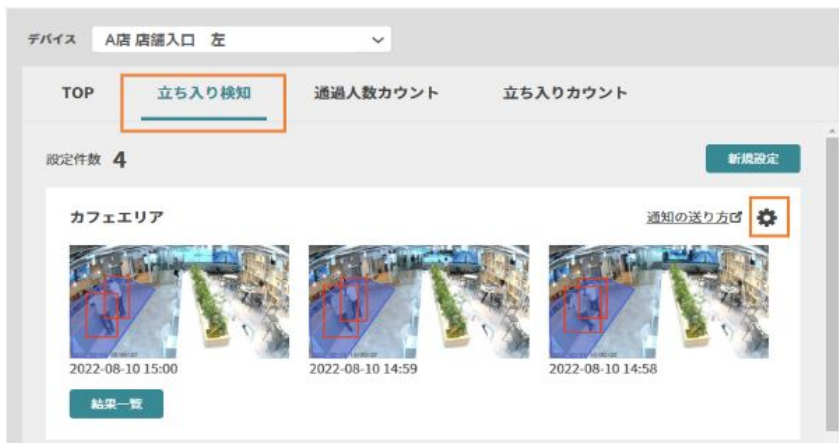 デバイス A店 店舗入口 左
TOP 立ち入り検知 通過人数カウント 立ち入りカウント
設定件数 4 新規設定
カフェエリア 通知の送り方
2022-08-10 15:00 2022-08-10 14:59 2022-08-10 14:58
結果一覧